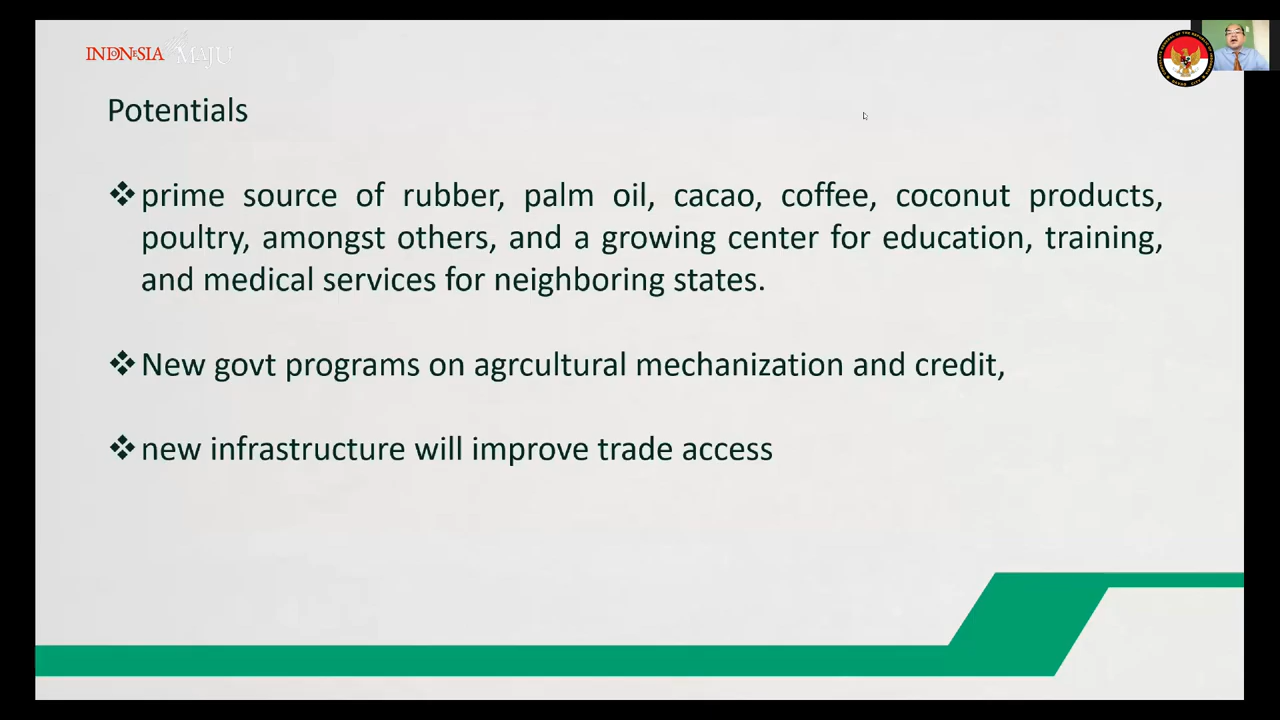 INDONESIA MAJU
Potentials
prime source of rubber, palm oil, cacao, coffee, coconut products,
poultry, amongst others, and a growing center for education, training,
and medical services for neighboring states.
New govt programs on agrcultural mechanization and credit,
new infrastructure will improve trade access